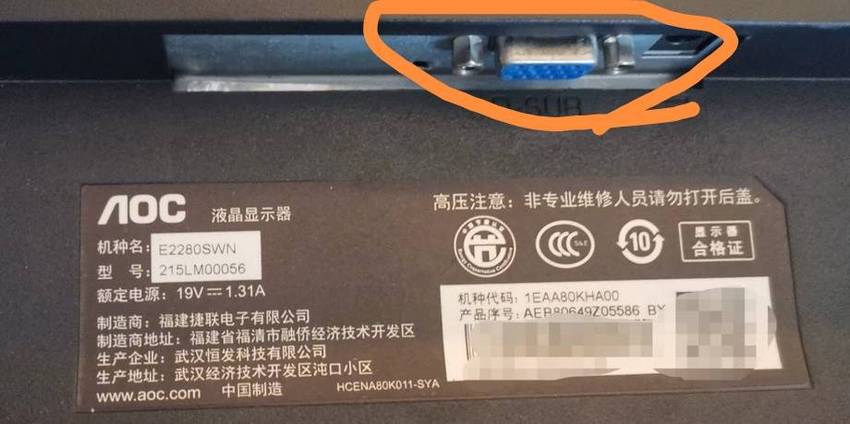 D-SUB
AOC 液晶显示器
高压注意：非专业维修人员请勿打开后盖。
机种名：E2280SWN
型 号：215LM00056
额定电源：19V⎓1.31A
10
显示器
合格证
CCC S&E
机种代码：1EAA80KHA00
产品序号：AEB80649Z05586 BY
制造商：福建捷联电子有限公司
制造商地址：福建省福清市融侨经济技术开发区
生产企业：武汉恒发科技有限公司
生产地址：武汉经济技术开发区沌口小区
www.aoc.com 中国制造
HCENA80K011-SYA